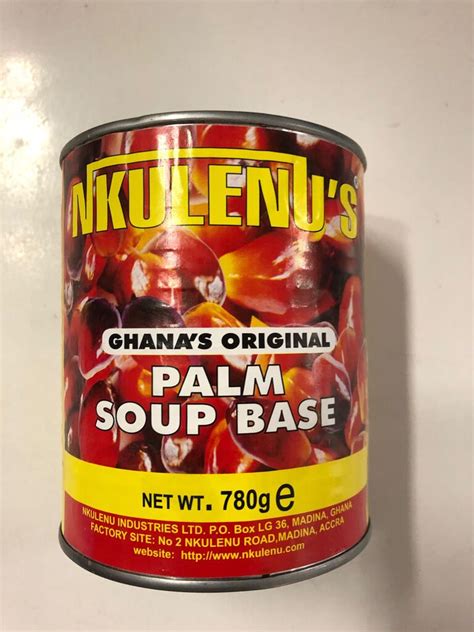 NKULENU'S
GHANA'S ORIGINAL
PALM
SOUP BASE
NET WT. 780g e
NKULENU INDUSTRIES LTD. P.O. Box LG 36, MADINA, GHANA
FACTORY SITE: No 2 NKULENU ROAD, MADINA, ACCRA
website: http://www.nkulenu.com